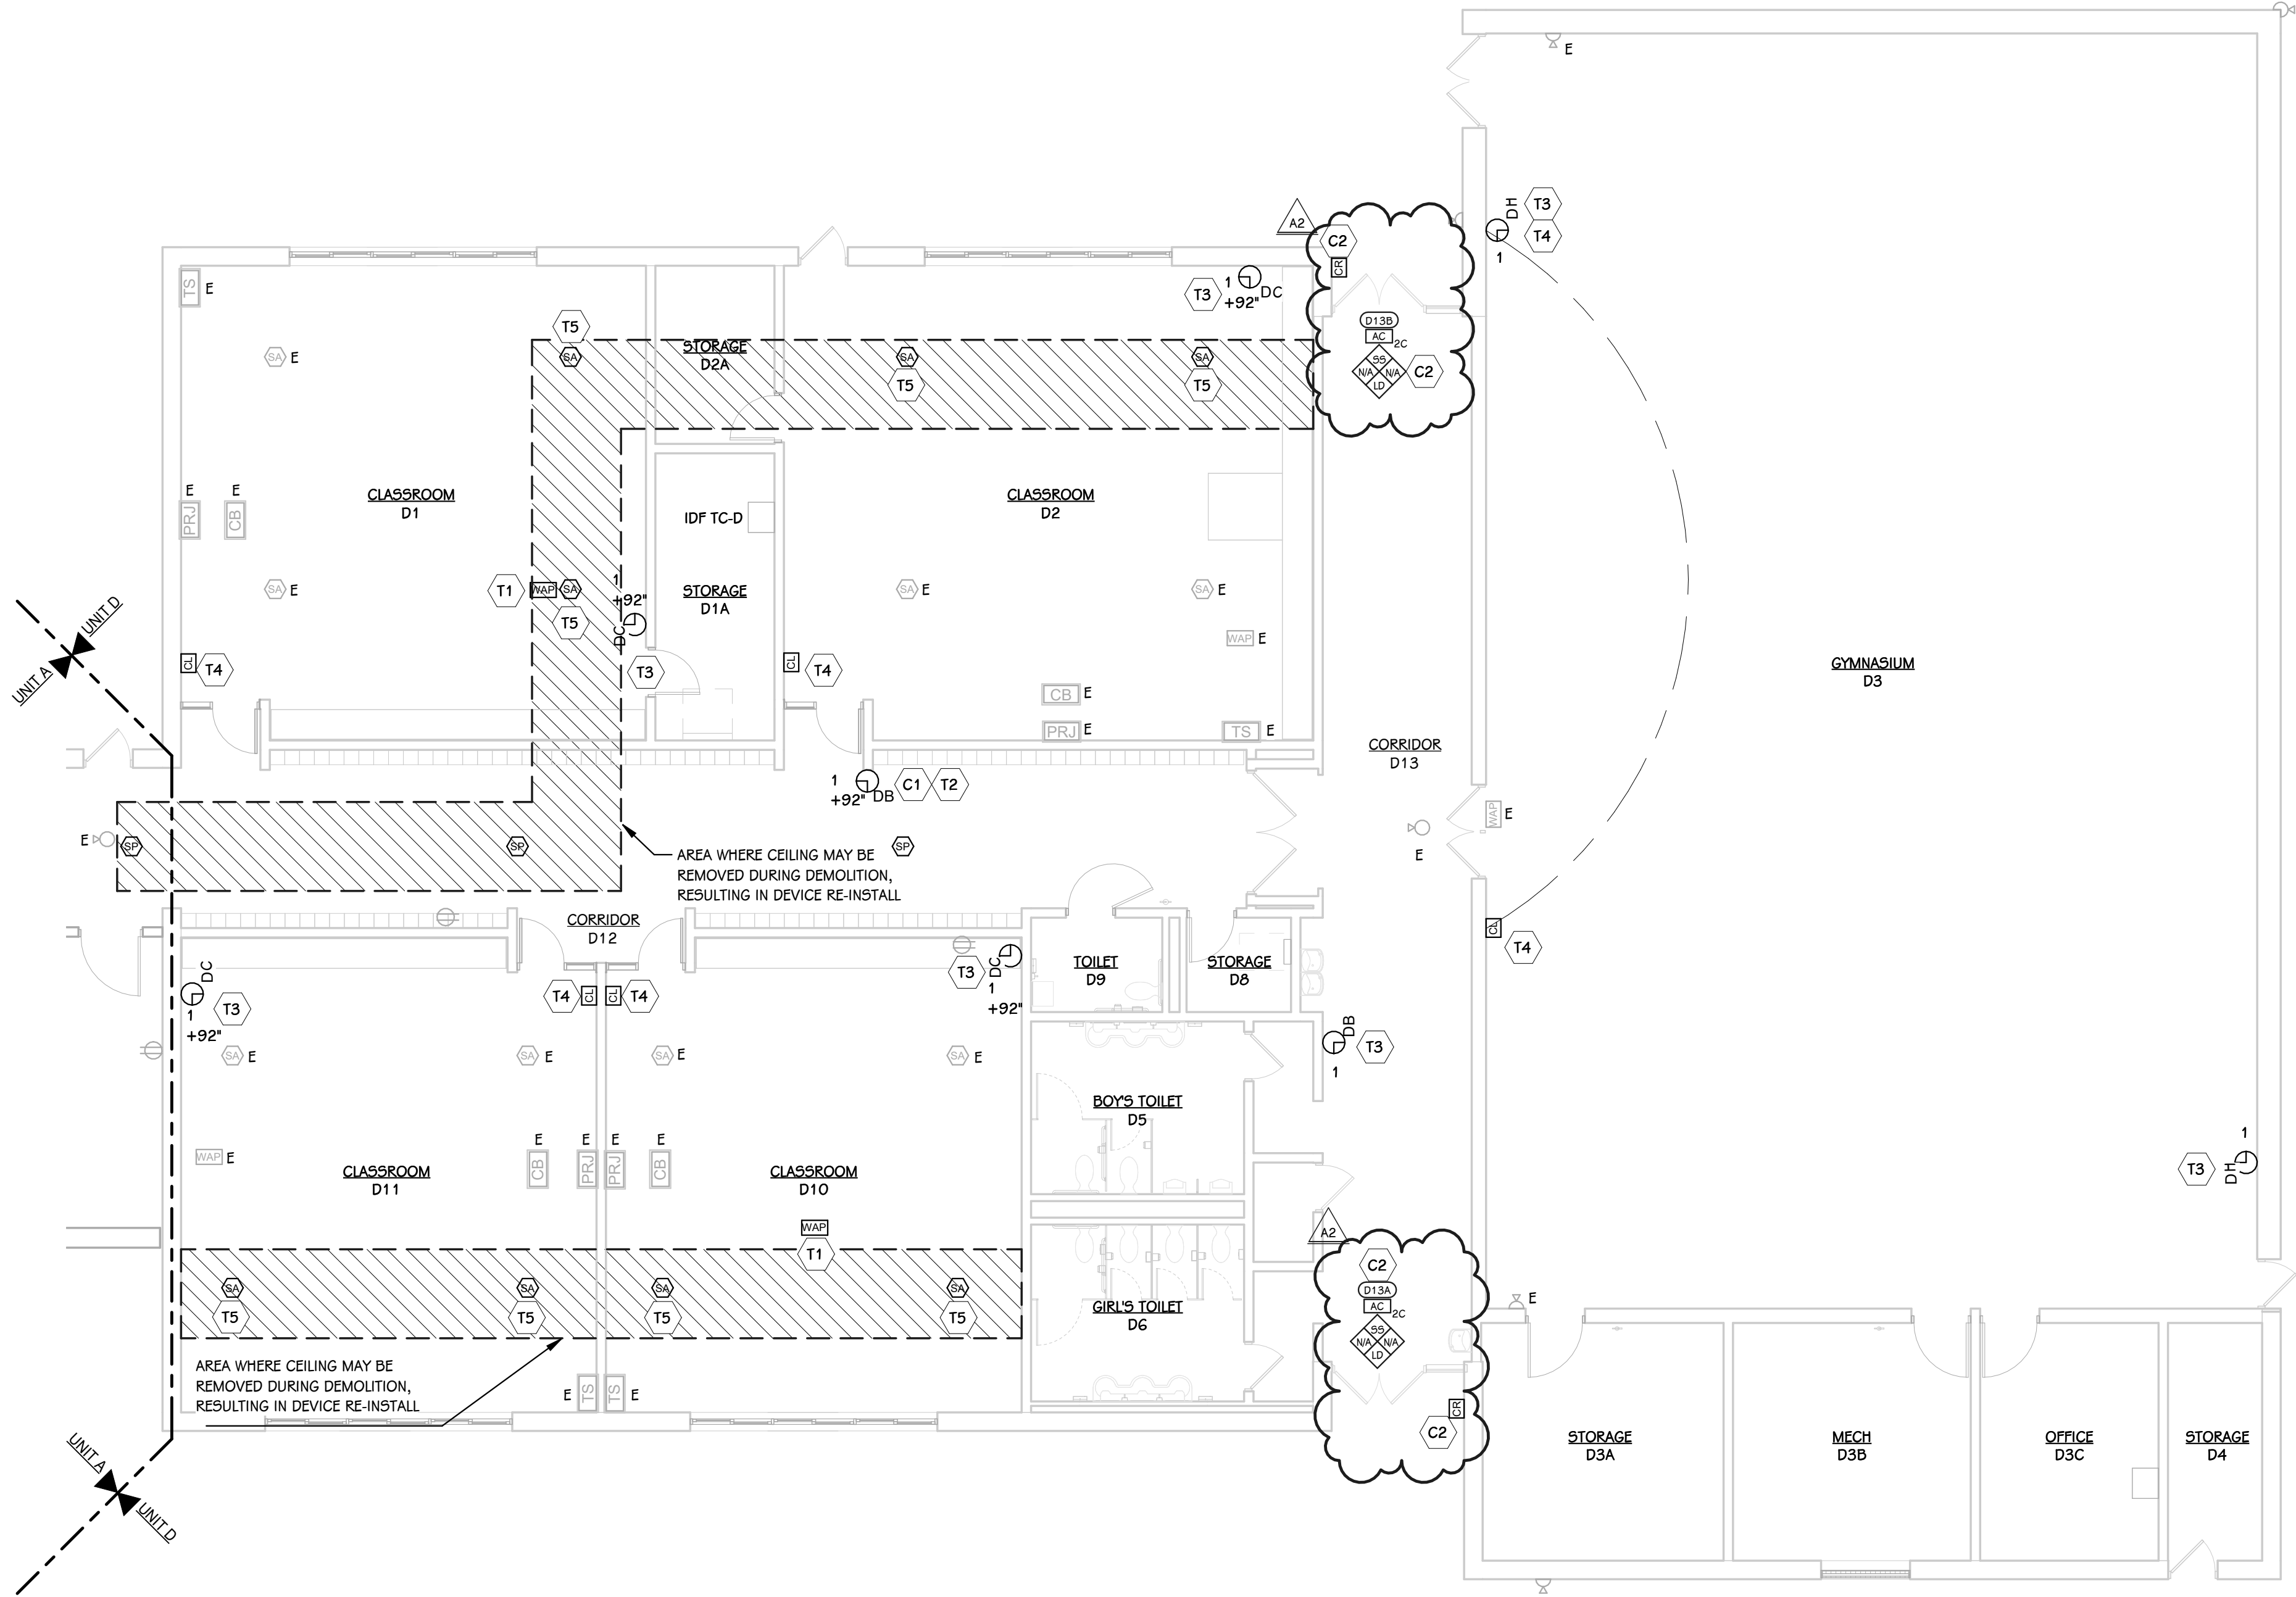 E
DH
T3
T4
1
A2
C2
CR
D13B
AC
2C
SS
N/A
N/A
LD
C2
TS
E
T3
1
+92"
DC
T5
SA
STORAGE
D2A
SA
T5
SA
T5
SA
E
E
PRJ
E
CB
CLASSROOM
D1
IDF TC-D
CLASSROOM
D2
SA
E
T1
WAP
SA
T5
1
+92"
DC
T3
STORAGE
D1A
SA
E
SA
E
WAP
E
UNIT D
UNIT A
CL
T4
CL
T4
CB
E
PRJ
E
TS
E
GYMNASIUM
D3
CORRIDOR
D13
1
+92"
DB
C1
T2
WAP
E
E
SP
SP
SP
E
AREA WHERE CEILING MAY BE
REMOVED DURING DEMOLITION,
RESULTING IN DEVICE RE-INSTALL
CL
T4
CORRIDOR
D12
DC
T3
1
+92"
T4
CL
CL
T4
T3
DC
1
+92"
TOILET
D9
STORAGE
D8
DB
T3
1
SA
E
SA
E
SA
E
SA
E
BOY'S TOILET
D5
WAP
E
E
CB
E
PRJ
E
PRJ
E
CB
CLASSROOM
D11
CLASSROOM
D10
1
T3
DH
WAP
T1
A2
C2
D13A
AC
2C
SS
N/A
N/A
LD
E
SA
T5
SA
T5
SA
T5
SA
T5
GIRL'S TOILET
D6
AREA WHERE CEILING MAY BE
REMOVED DURING DEMOLITION,
RESULTING IN DEVICE RE-INSTALL
E
TS
TS
E
CR
C2
STORAGE
D3A
MECH
D3B
OFFICE
D3C
STORAGE
D4
UNIT A
UNIT D